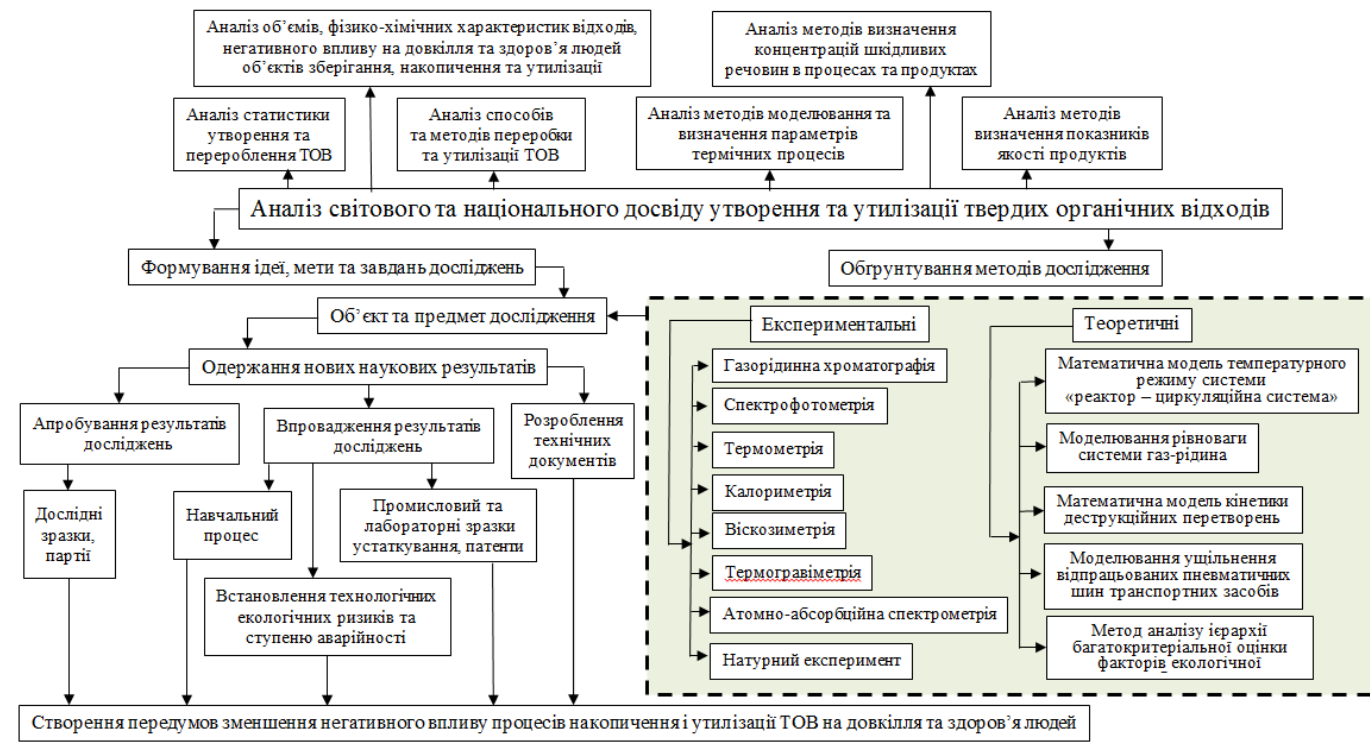 Аналіз об’ємів, фізико-хімічних характеристик відходів,
негативного впливу на довкілля та здоров’я людей
об’єктів зберігання, накопичення та утилізації
Аналіз методів визначення
концентрацій шкідливих
речовин в процесах та продуктах
Аналіз статистики
утворення та
перероблення ТОВ
Аналіз способів
та методів переробки
та утилізації ТОВ
Аналіз методів моделювання та
визначення параметрів
термічних процесів
Аналіз методів
визначення показників
якості продуктів
Аналіз світового та національного досвіду утворення та утилізації твердих органічних відходів
Формування ідеї, мети та завдань досліджень
Обґрунтування методів дослідження
Об’єкт та предмет дослідження
Одержання нових наукових результатів
Апробування результатів
досліджень
Впровадження результатів
досліджень
Розроблення
технічних
документів
Дослідні
зразки,
партії
Навчальний
процес
Промисловий та
лабораторні зразки
устаткування, патенти
Встановлення технологічних
екологічних ризиків та
ступеню аварійності
Експериментальні
Газорідинна хроматографія
Спектрофотометрія
Термометрія
Калориметрія
Віскозиметрія
Термогравіметрія
Атомно-абсорбційна спектрометрія
Натурний експеримент
Теоретичні
Математична модель температурного
режиму системи
«реактор – циркуляційна система»
Моделювання рівноваги
системи газ-рідина
Математична модель кінетики
деструкційних перетворень
Моделювання ущільнення
відпрацьованих пневматичних
шин транспортних засобів
Метод аналізу ієрархії
багатокритеріальної оцінки
факторів екологічної
Створення передумов зменшення негативного впливу процесів накопичення і утилізації ТОВ на довкілля та здоров’я людей